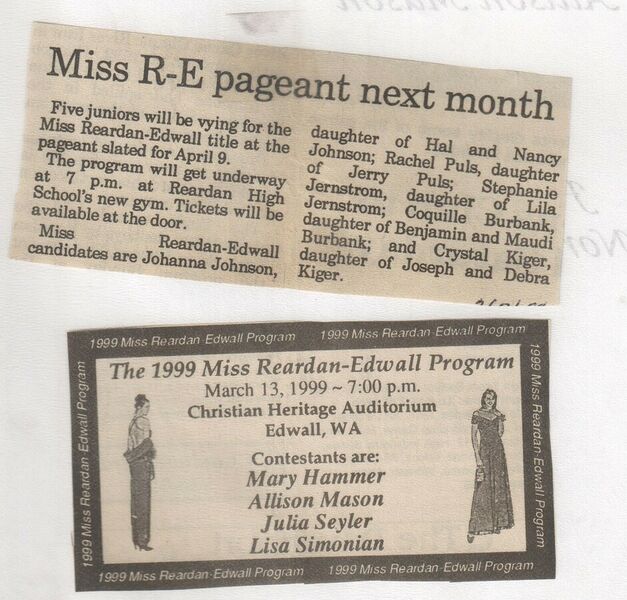 Miss R-E pageant next month
Five juniors will be vying for the
Miss Reardan-Edwall title at the
pageant slated for April 9.
The program will get underway
at 7 p.m. at Reardan High
School's new gym. Tickets will be
available at the door.
Miss Reardan-Edwall
candidates are Johanna Johnson,
daughter of Hal and Nancy
Johnson; Rachel Puls, daughter
of Jerry Puls; Stephanie
Jernstrom, daughter of Lila
Jernstrom; Coquille Burbank,
daughter of Benjamin and Maudi
Burbank; and Crystal Kiger,
daughter of Joseph and Debra
Kiger.
1999 Miss Reardan-Edwall Program 1999 Miss Reardan-Edwall Program
1999 Miss Reardan-Edwall Program
The 1999 Miss Reardan-Edwall Program
March 13, 1999 ~ 7:00 p.m.
Christian Heritage Auditorium
Edwall, WA
Contestants are:
Mary Hammer
Allison Mason
Julia Seyler
Lisa Simonian
1999 Miss Reardan-Edwall Program
1999 Miss Reardan-Edwall Program 1999 Miss Reardan-Edwall Program